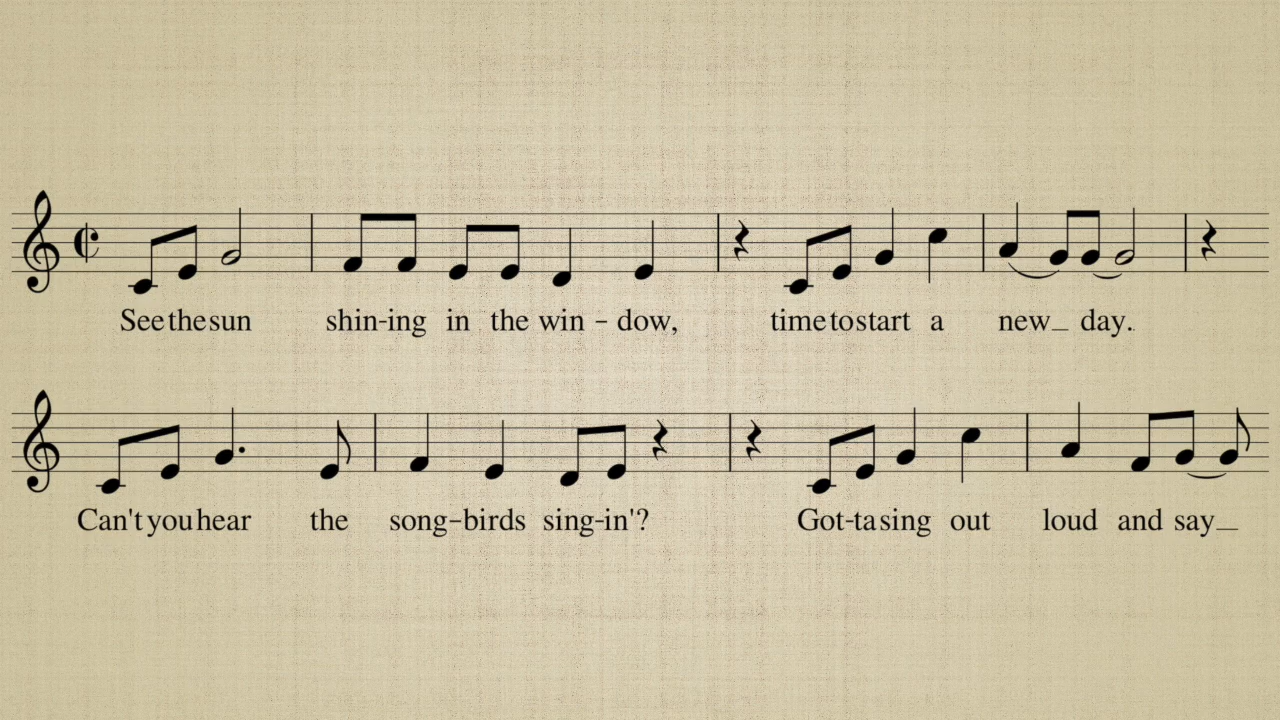 See the sun shin-ing in the win - dow, time to start a new_ day.
Can't you hear the song-birds sing-in'? Got-ta sing out loud and say_